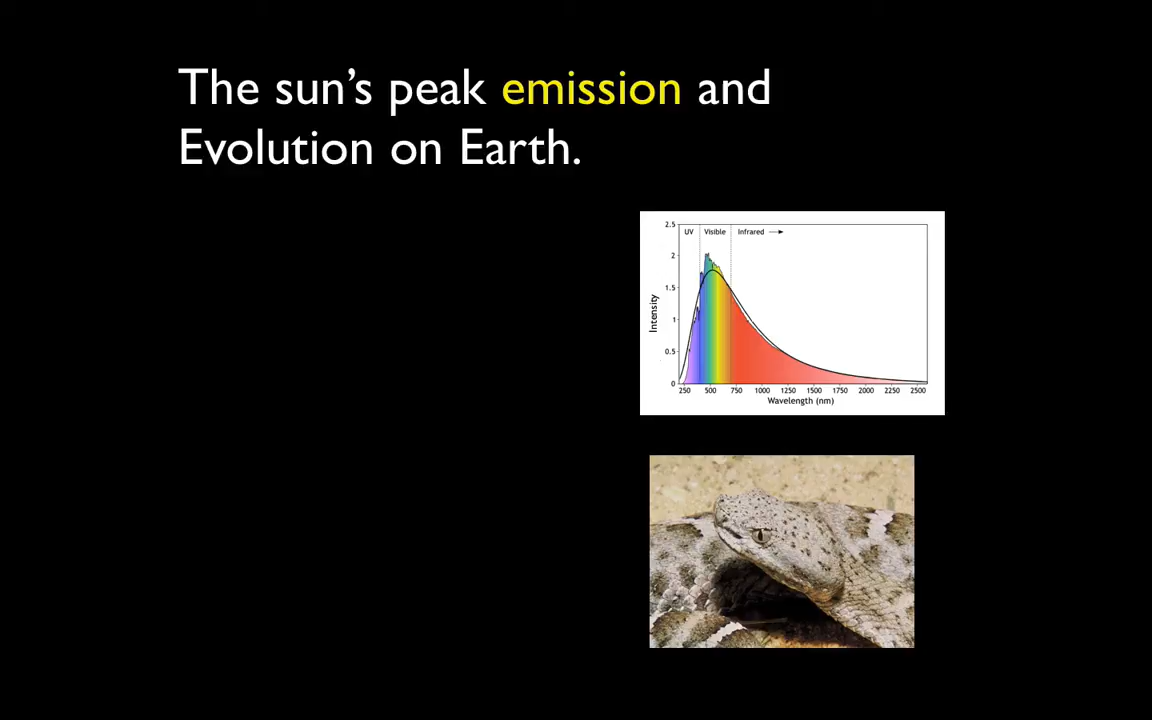 The sun's peak emission and
Evolution on Earth.
2.5
UV Visible Infrared
2
1.5
1
0.5
0
Intensity
250 500 750 1000 1250 1500 1750 2000 2250 2500
Wavelength (nm)